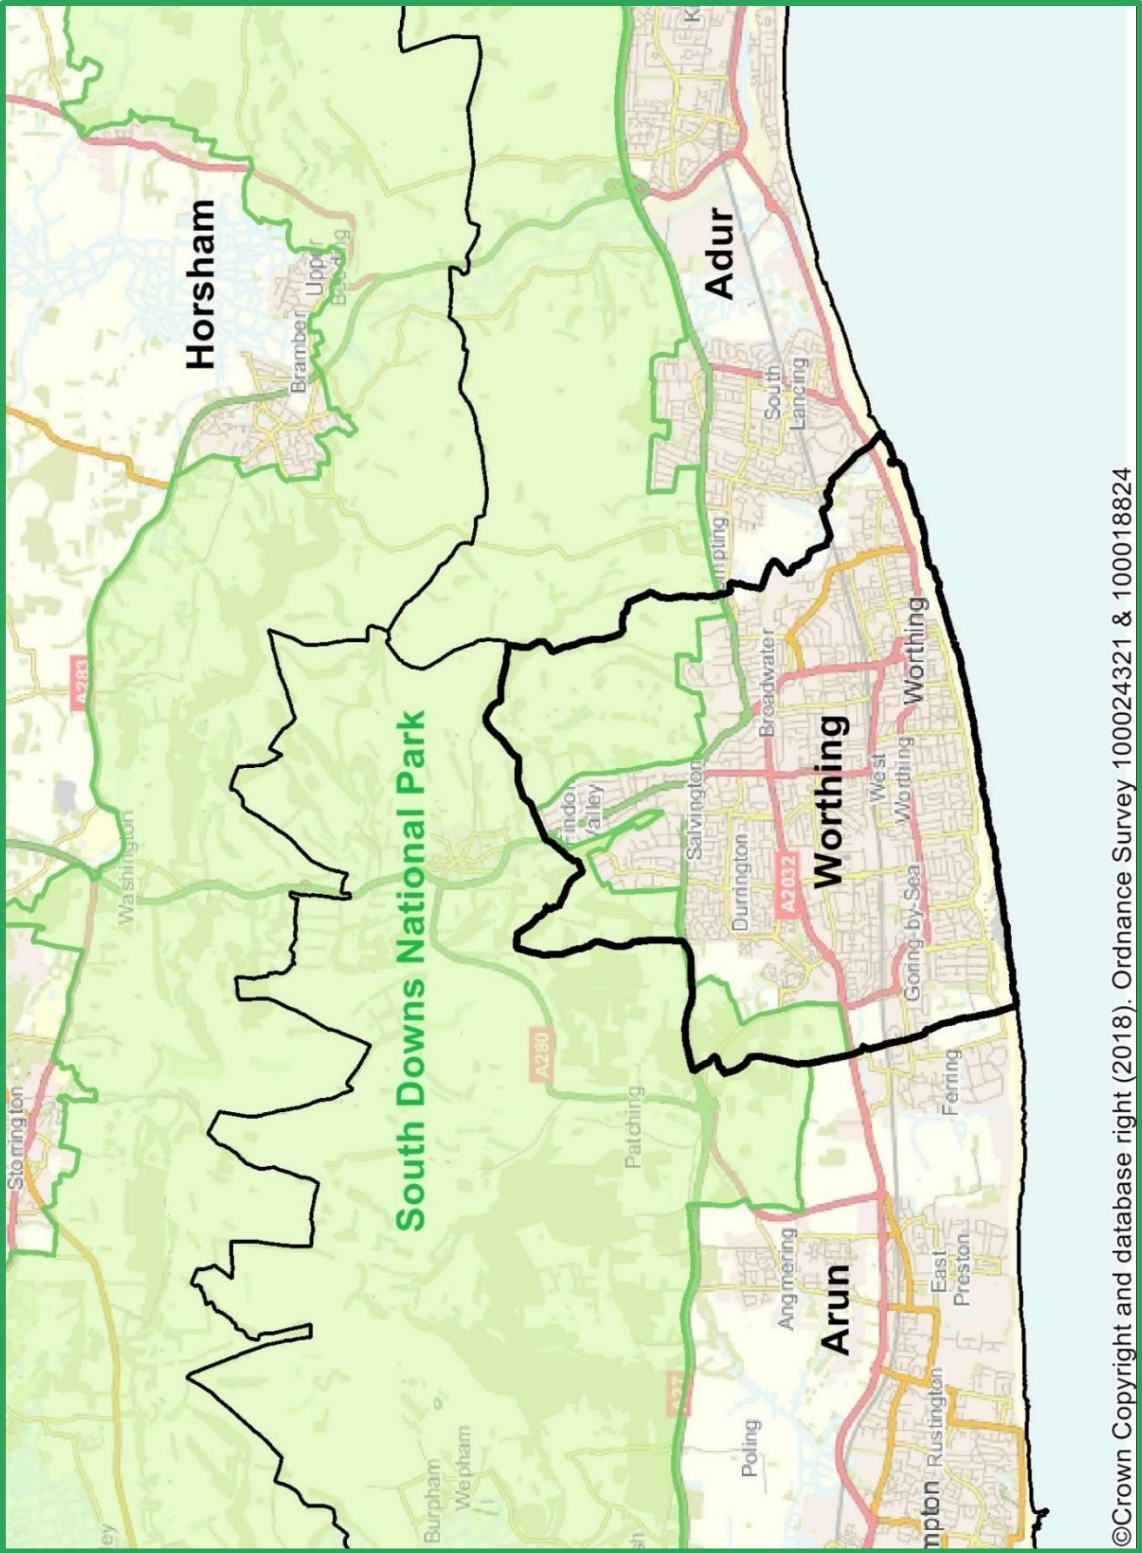 Storrington
Washington
A283
Horsham
Bramber
Upper
Beeding
South Downs National Park
A280
Patching
Burpham
Wepham
A27
Findon
Valley
Salvington
Durrington
Broadwater
A2032
Worthing
West
Worthing
Worthing
Goring-by-Sea
Adur
South
Lancing
Arun
Angmering
Poling
Ferring
East
Preston
Rustington
©Crown Copyright and database right (2018). Ordnance Survey 100024321 & 100018824